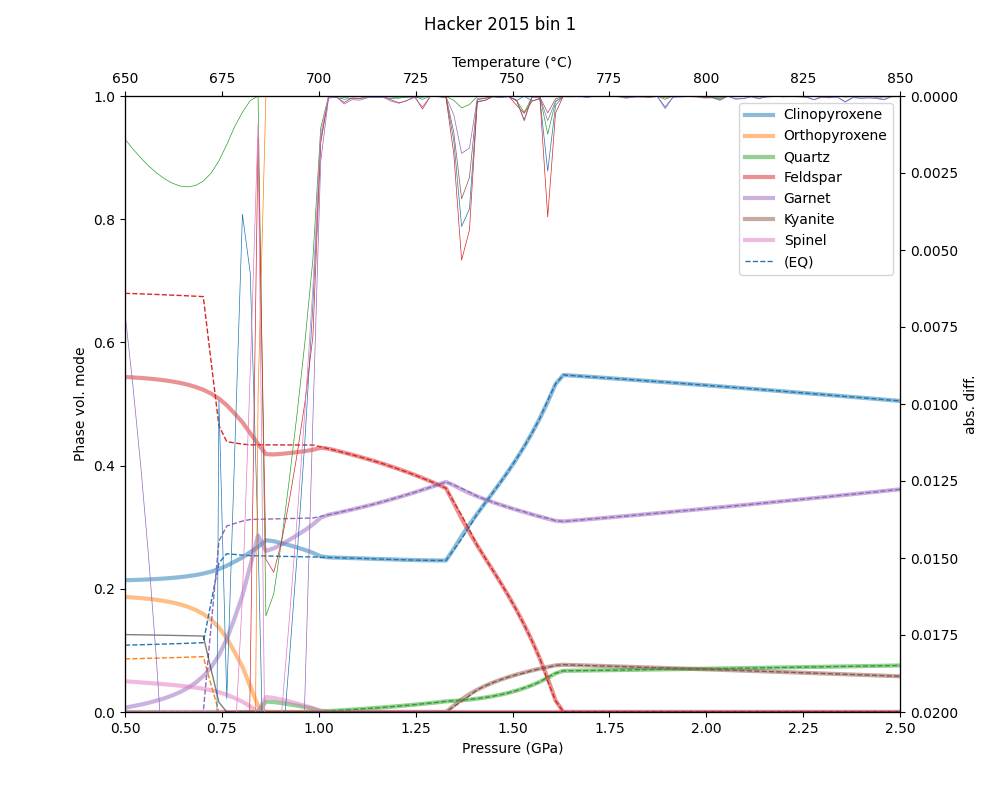 Hacker 2015 bin 1
Temperature (°C)
650 675 700 725 750 775 800 825 850
1.0 0.8 0.6 0.4 0.2 0.0
Phase vol. mode
0.0000 0.0025 0.0050 0.0075 0.0100 0.0125 0.0150 0.0175 0.0200
abs. diff.
Clinopyroxene
Orthopyroxene
Quartz
Feldspar
Garnet
Kyanite
Spinel
(EQ)
0.50 0.75 1.00 1.25 1.50 1.75 2.00 2.25 2.50
Pressure (GPa)